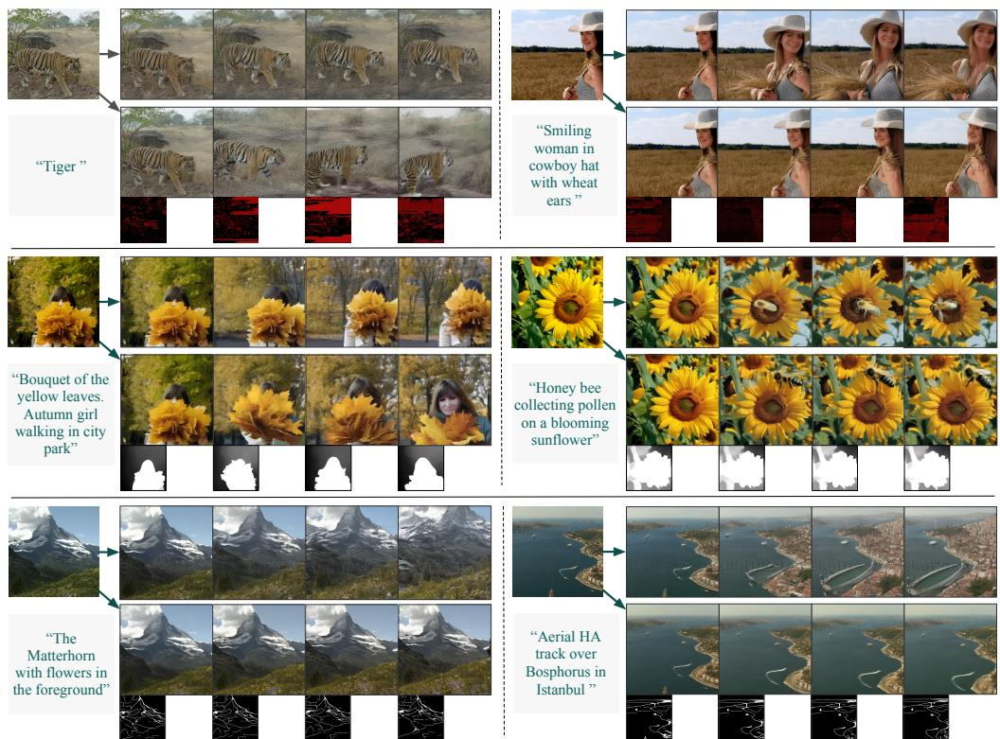 “Tiger ”
“Smiling
woman in
cowboy hat
with wheat
ears ”
“Bouquet of the
yellow leaves.
Autumn girl
walking in city
park”
“Honey bee
collecting pollen
on a blooming
sunflower”
“The
Matterhorn
with flowers in
the foreground”
“Aerial HA
track over
Bosphorus in
Istanbul ”